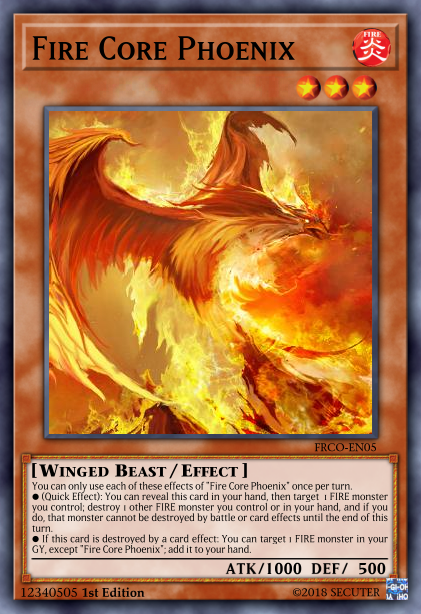 Fire Core Phoenix
FIRE
炎
FRCO-EN05
[Winged Beast/Effect]
You can only use each of these effects of "Fire Core Phoenix" once per turn.
● (Quick Effect): You can reveal this card in your hand, then target 1 FIRE monster
you control; destroy 1 other FIRE monster you control or in your hand, and if you
do, that monster cannot be destroyed by battle or card effects until the end of this
turn.
● If this card is destroyed by a card effect: You can target 1 FIRE monster in your
GY, except "Fire Core Phoenix"; add it to your hand.
ATK/1000 DEF/ 500
12340505 1st Edition
©2018 SECUTER